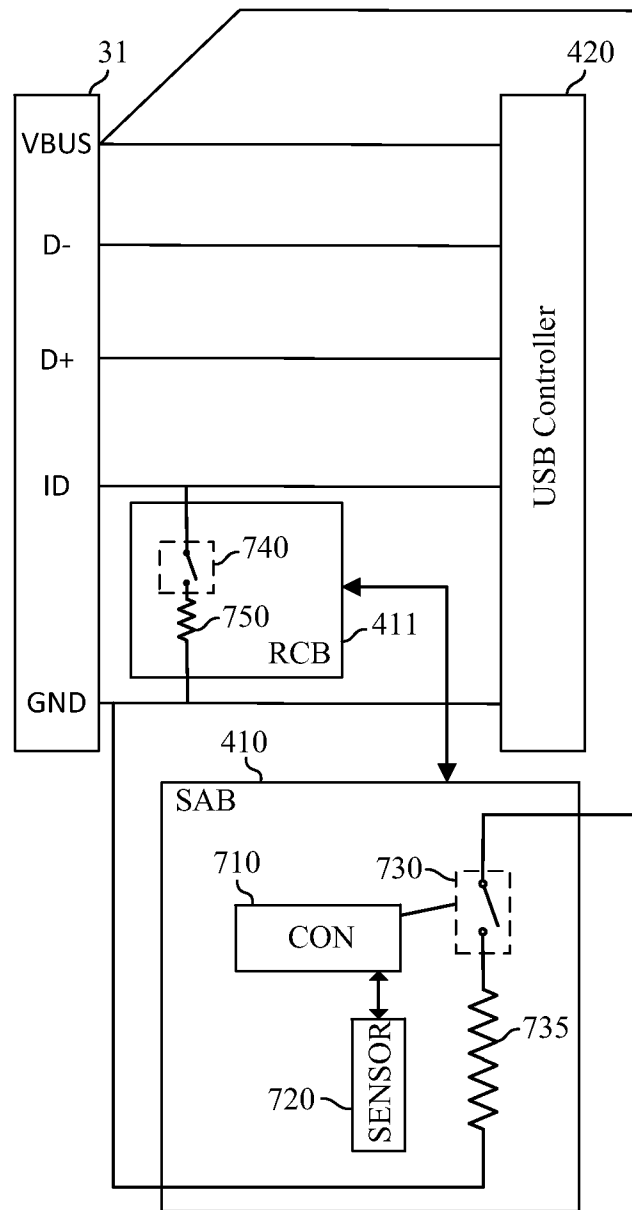 31
420
VBUS
D-
D+
USB Controller
ID
740
750
411
RCB
GND
410
SAB
710
730
CON
735
SENSOR
720